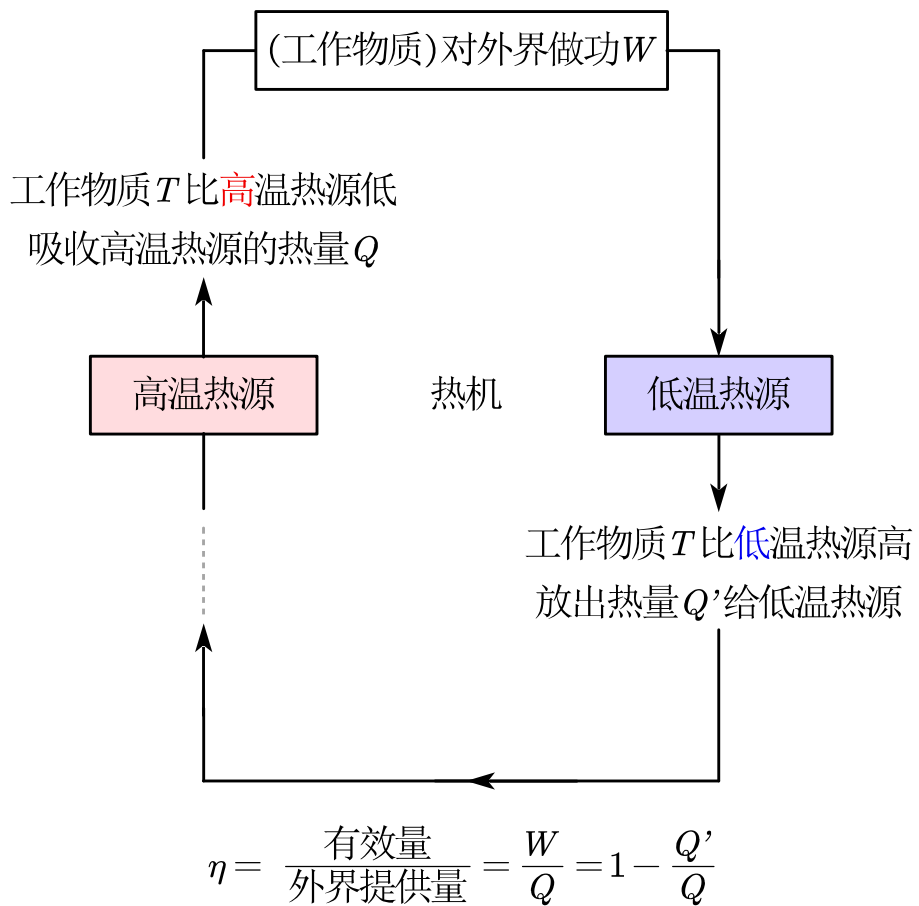 (工作物质)对外界做功W
工作物质T比高温热源低
吸收高温热源的热量Q
高温热源
热机
低温热源
工作物质T比低温热源高
放出热量Q'给低温热源
η = 有效量/外界提供量 = W/Q = 1 − Q'/Q